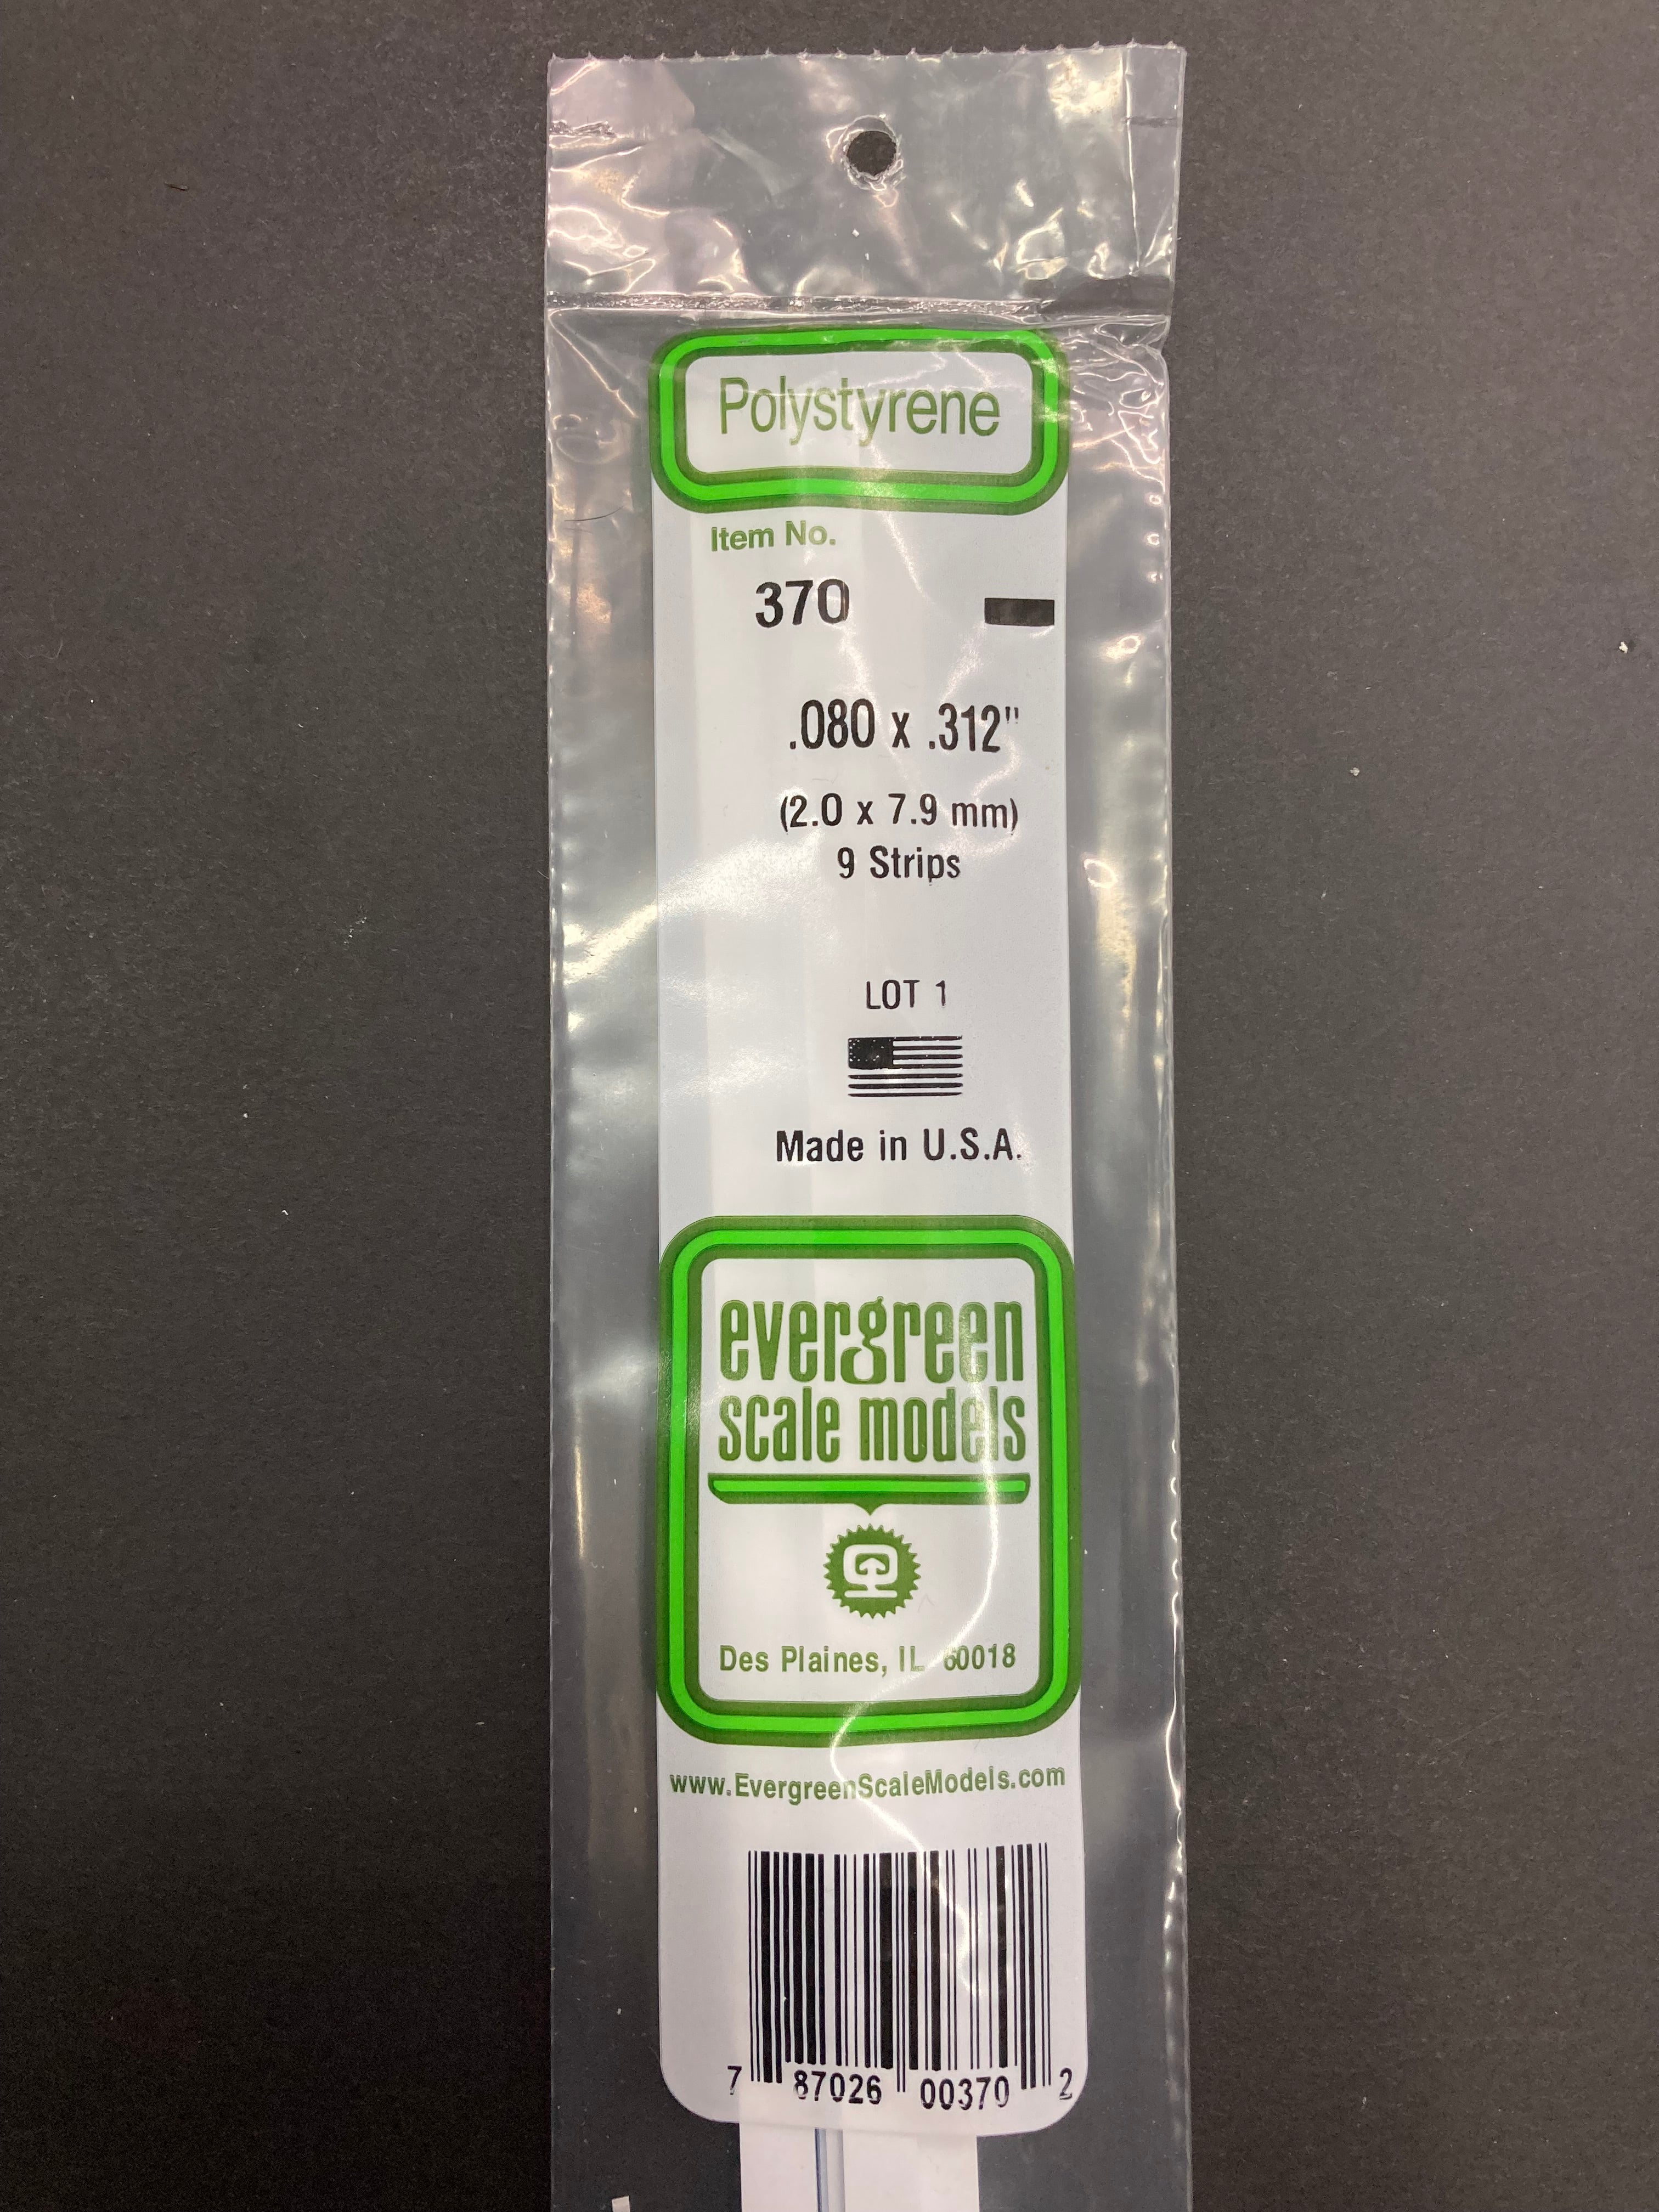 Polystyrene
Item No.
370
.080 x .312"
(2.0 x 7.9 mm)
9 Strips
LOT 1
Made in U.S.A.
evergreen
scale models
Des Plaines, IL 60018
www.EvergreenScaleModels.com
7 87026 00370 2